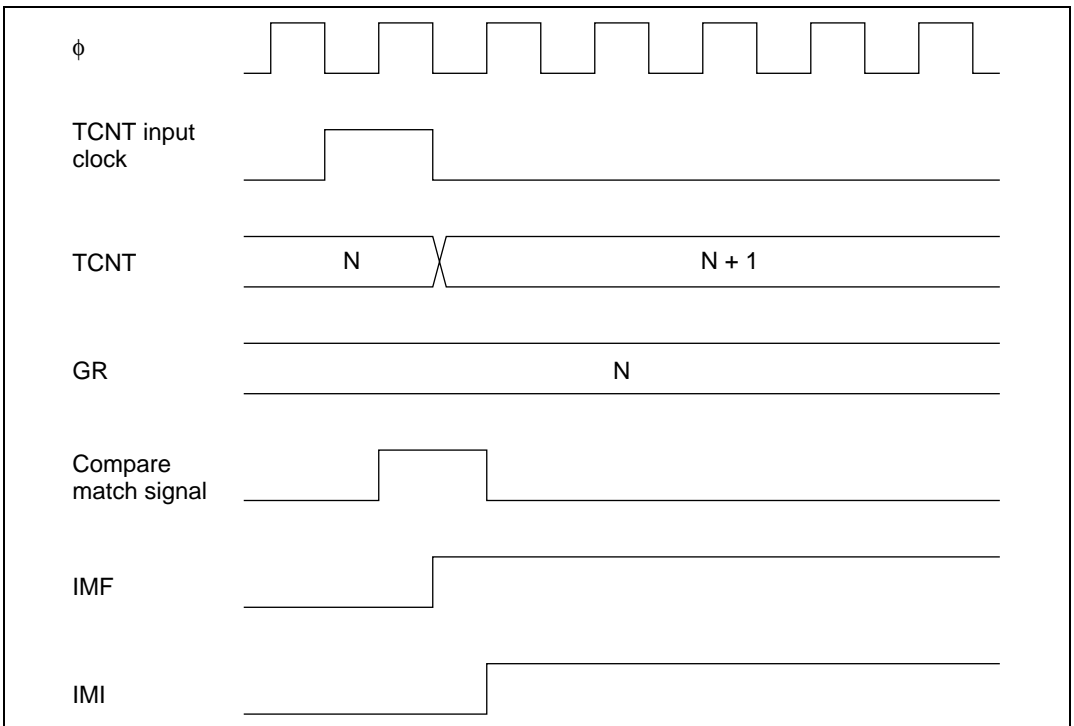 ϕ
TCNT input
clock
TCNT
N
N + 1
GR
N
Compare
match signal
IMF
IMI